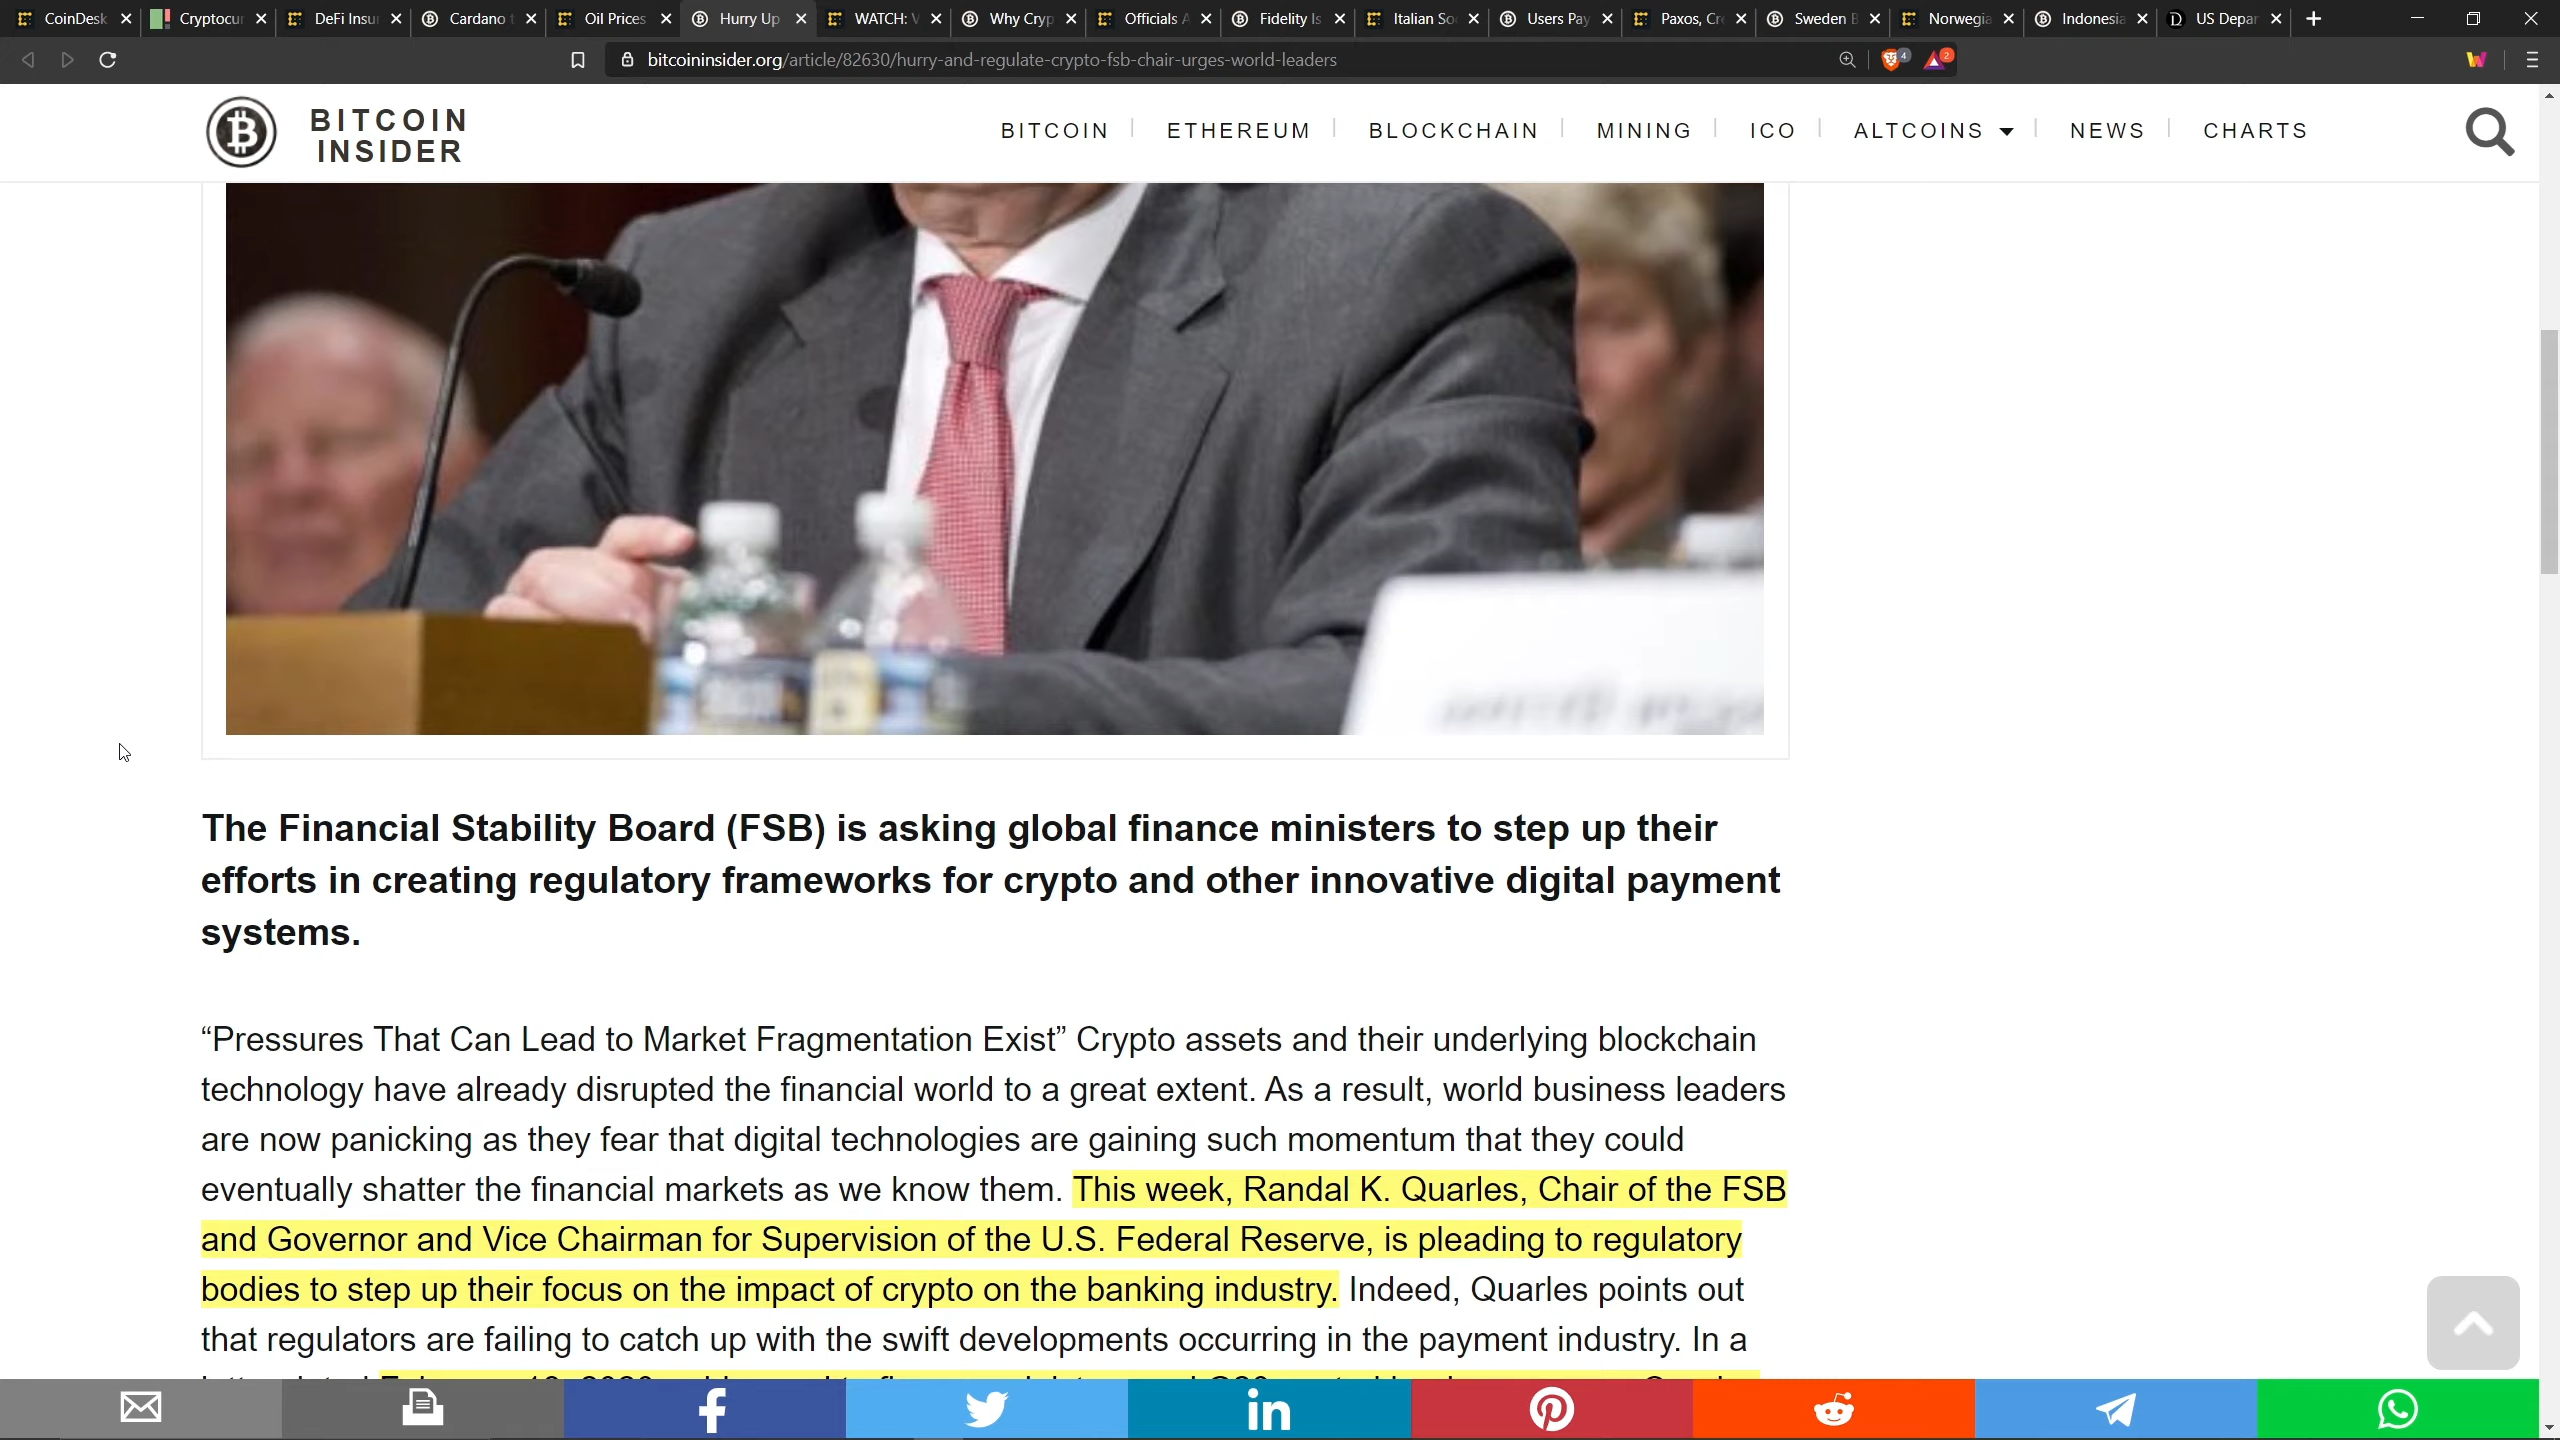 CoinDesk
Cryptocur
DeFi Insu
Cardano
Oil Prices
Hurry Up
WATCH: V
Why Cryp
Officials A
Fidelity Is
Italian So
Users Pay
Paxos, Cr
Sweden B
Norwegia
Indonesia
US Depar
bitcoininsider.org/article/82630/hurry-and-regulate-crypto-fsb-chair-urges-world-leaders
4
2
BITCOIN
INSIDER
BITCOIN
ETHEREUM
BLOCKCHAIN
MINING
ICO
ALTCOINS
NEWS
CHARTS
The Financial Stability Board (FSB) is asking global finance ministers to step up their
efforts in creating regulatory frameworks for crypto and other innovative digital payment
systems.
“Pressures That Can Lead to Market Fragmentation Exist” Crypto assets and their underlying blockchain
technology have already disrupted the financial world to a great extent. As a result, world business leaders
are now panicking as they fear that digital technologies are gaining such momentum that they could
eventually shatter the financial markets as we know them. This week, Randal K. Quarles, Chair of the FSB
and Governor and Vice Chairman for Supervision of the U.S. Federal Reserve, is pleading to regulatory
bodies to step up their focus on the impact of crypto on the banking industry. Indeed, Quarles points out
that regulators are failing to catch up with the swift developments occurring in the payment industry. In a